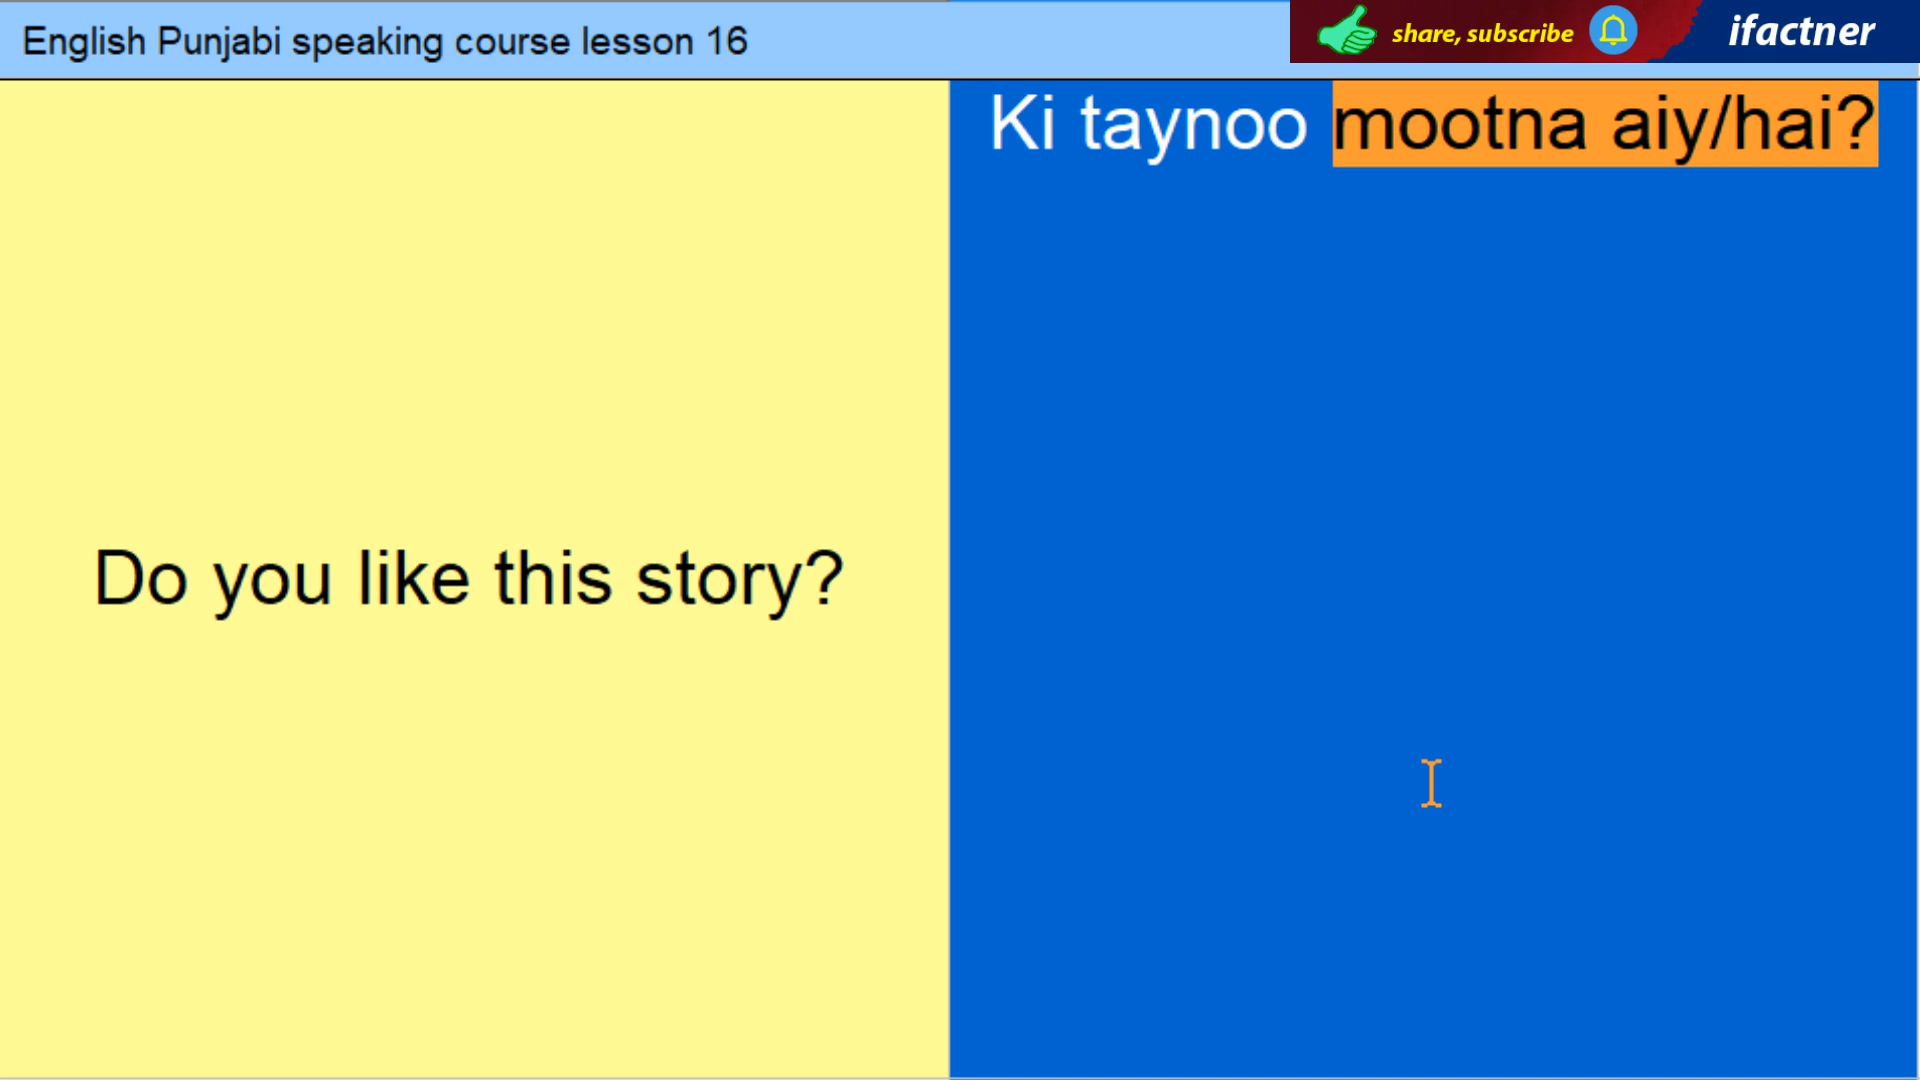 English Punjabi speaking course lesson 16
share, subscribe
ifactner
Ki taynoo mootna aiy/hai?
Do you like this story?